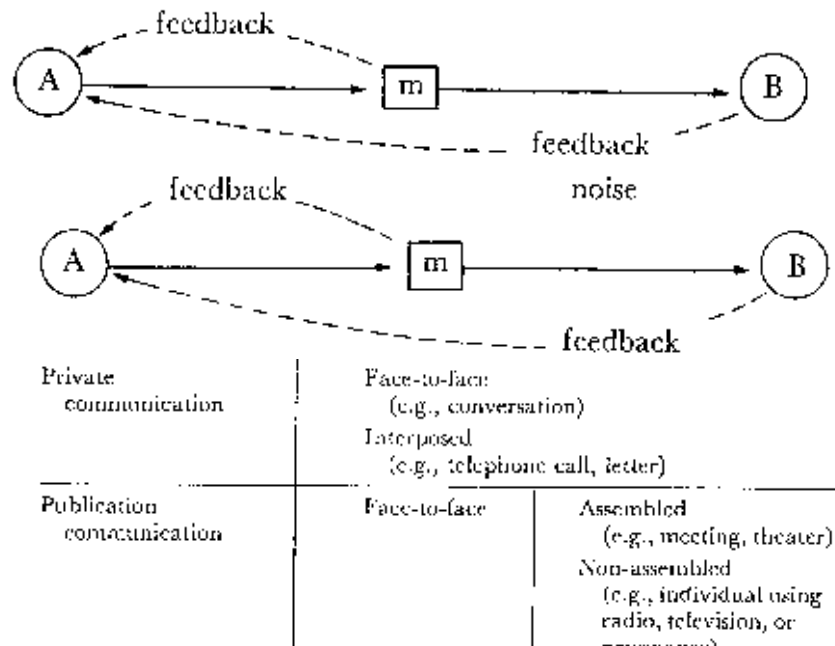 feedback
A
m
B
feedback
noise
feedback
A
m
B
feedback
Private
communication
Face-to-face
(e.g., conversation)
Interposed
(e.g., telephone call, letter)
Publication
communication
Face-to-face
Assembled
(e.g., meeting, theater)
Non-assembled
(e.g., individual using
radio, television, or